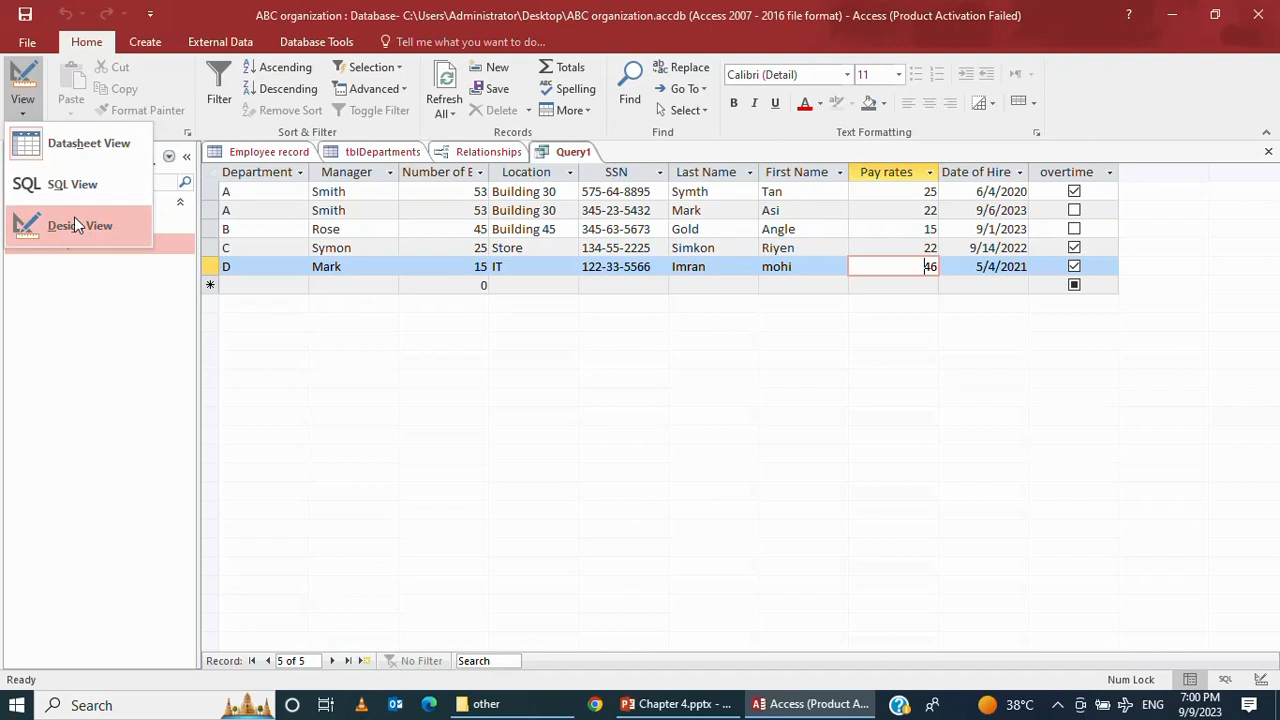 ABC organization : Database- C:\Users\Administrator\Desktop\ABC organization.accdb (Access 2007 - 2016 file format) - Access (Product Activation Failed)
?
File Home Create External Data Database Tools Tell me what you want to do...
View Paste Cut Copy Format Painter
Filter Ascending Descending Remove Sort Selection Advanced Toggle Filter
Sort & Filter
Refresh All New Save Delete Totals Spelling More
Records
Find Replace Go To Select
Find
Calibri (Detail) 11
B I U A
Text Formatting
Datasheet View
SQL SQL View
Design View
Employee record tblDepartments Relationships Query1
Department Manager Number of E Location SSN Last Name First Name Pay rates Date of Hire overtime
A Smith 53 Building 30 575-64-8895 Symth Tan 25 6/4/2020
A Smith 53 Building 30 345-23-5432 Mark Asi 22 9/6/2023
B Rose 45 Building 45 345-63-5673 Gold Angle 15 9/1/2023
C Symon 25 Store 134-55-2225 Simkon Riyen 22 9/14/2022
D Mark 15 IT 122-33-5566 Imran mohi 46 5/4/2021
0
Record: 5 of 5 No Filter Search
Ready Num Lock SQL
Search other Chapter 4.pptx - ... Access (Product A... 38°C ENG 7:00 PM
9/9/2023